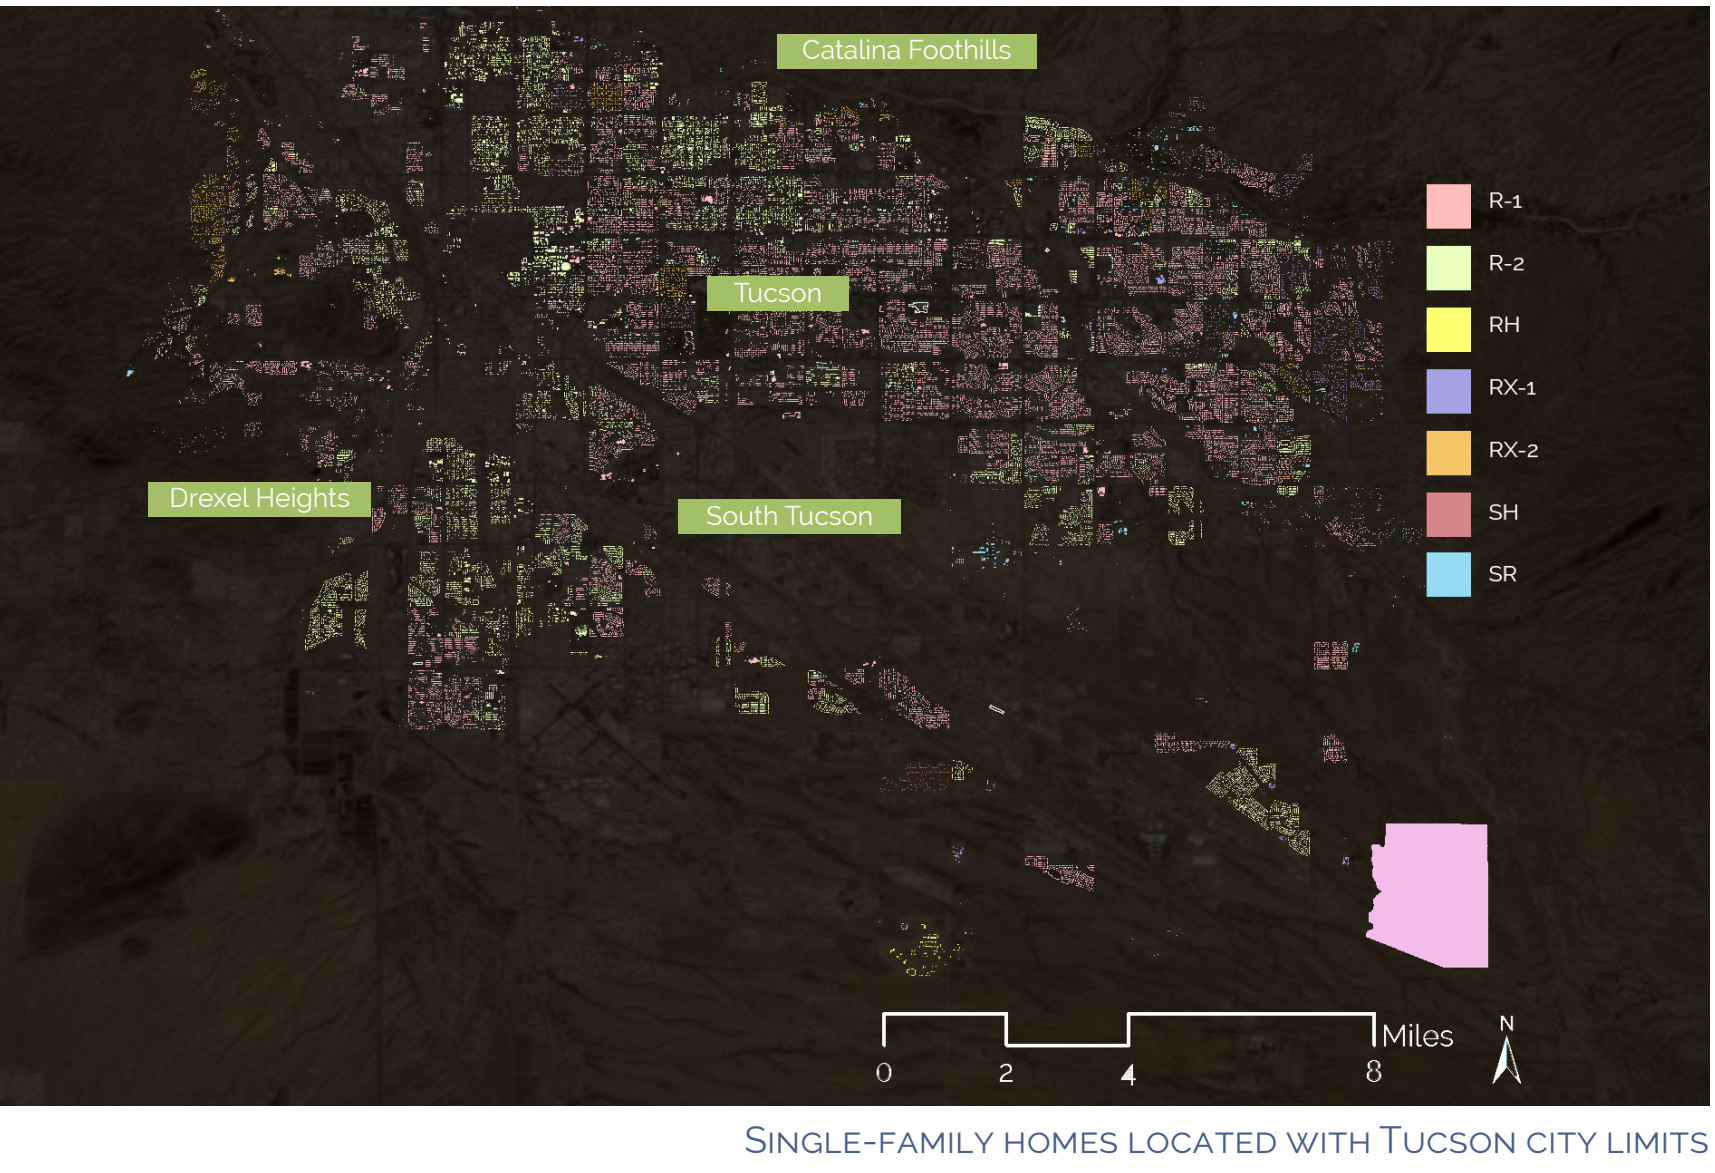 Catalina Foothills
R-1
R-2
Tucson
RH
RX-1
RX-2
Drexel Heights
South Tucson
SH
SR
N
Miles
0 2 4 8
SINGLE-FAMILY HOMES LOCATED WITH TUCSON CITY LIMITS